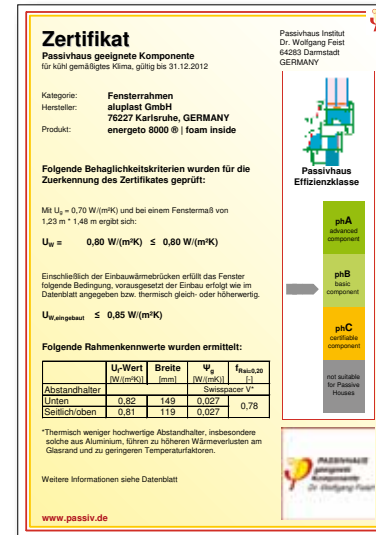 Zertifikat
Passivhaus geeignete Komponente
für kühl gemäßigtes Klima, gültig bis 31.12.2012
Passivhaus Institut
Dr. Wolfgang Feist
64283 Darmstadt
GERMANY
Kategorie: Fensterrahmen
Hersteller: aluplast GmbH
76227 Karlsruhe, GERMANY
Produkt: energeto 8000 ® | foam inside
Folgende Behaglichkeitskriterien wurden für die
Zuerkennung des Zertifikates geprüft:
Mit Ug = 0,70 W/(m²K) und bei einem Fenstermaß von
1,23 m * 1,48 m ergibt sich:
UW = 0,80 W/(m²K) ≤ 0,80 W/(m²K)
Einschließlich der Einbauwärmebrücken erfüllt das Fenster
folgende Bedingung, vorausgesetzt der Einbau erfolgt wie im
Datenblatt angegeben bzw. thermisch gleich- oder höherwertig.
UW,eingebaut ≤ 0,85 W/(m²K)
Folgende Rahmenkennwerte wurden ermittelt:
Uf-Wert Breite Ψg fRsi=0,20
[W/(m²K)] [mm] [W/(mK)] [-]
Abstandhalter Swisspacer V*
Unten 0,82 149 0,027 0,78
Seitlich/oben 0,81 119 0,027
*Thermisch weniger hochwertige Abstandhalter, insbesondere
solche aus Aluminium, führen zu höheren Wärmeverlusten am
Glasrand und zu geringeren Temperaturfaktoren.
Weitere Informationen siehe Datenblatt
www.passiv.de
Passivhaus
Effizienzklasse
phA
advanced
component
phB
basic
component
phC
certifiable
component
not suitable
for Passive
Houses
PASSIVHAUS
geeignete
Komponente
Dr. Wolfgang Feist